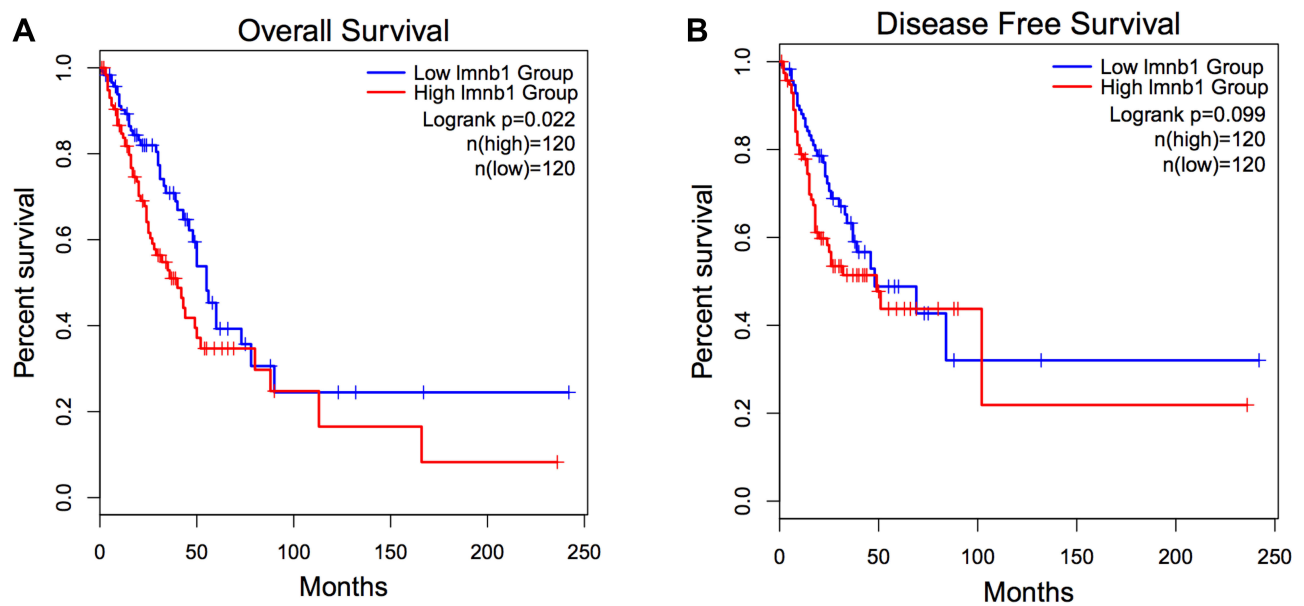 A
Overall Survival
Low lmnb1 Group
High lmnb1 Group
Logrank p=0.022
n(high)=120
n(low)=120
Percent survival
1.0
0.8
0.6
0.4
0.2
0.0
0 50 100 150 200 250
Months
B
Disease Free Survival
Low lmnb1 Group
High lmnb1 Group
Logrank p=0.099
n(high)=120
n(low)=120
Percent survival
1.0
0.8
0.6
0.4
0.2
0.0
0 50 100 150 200 250
Months